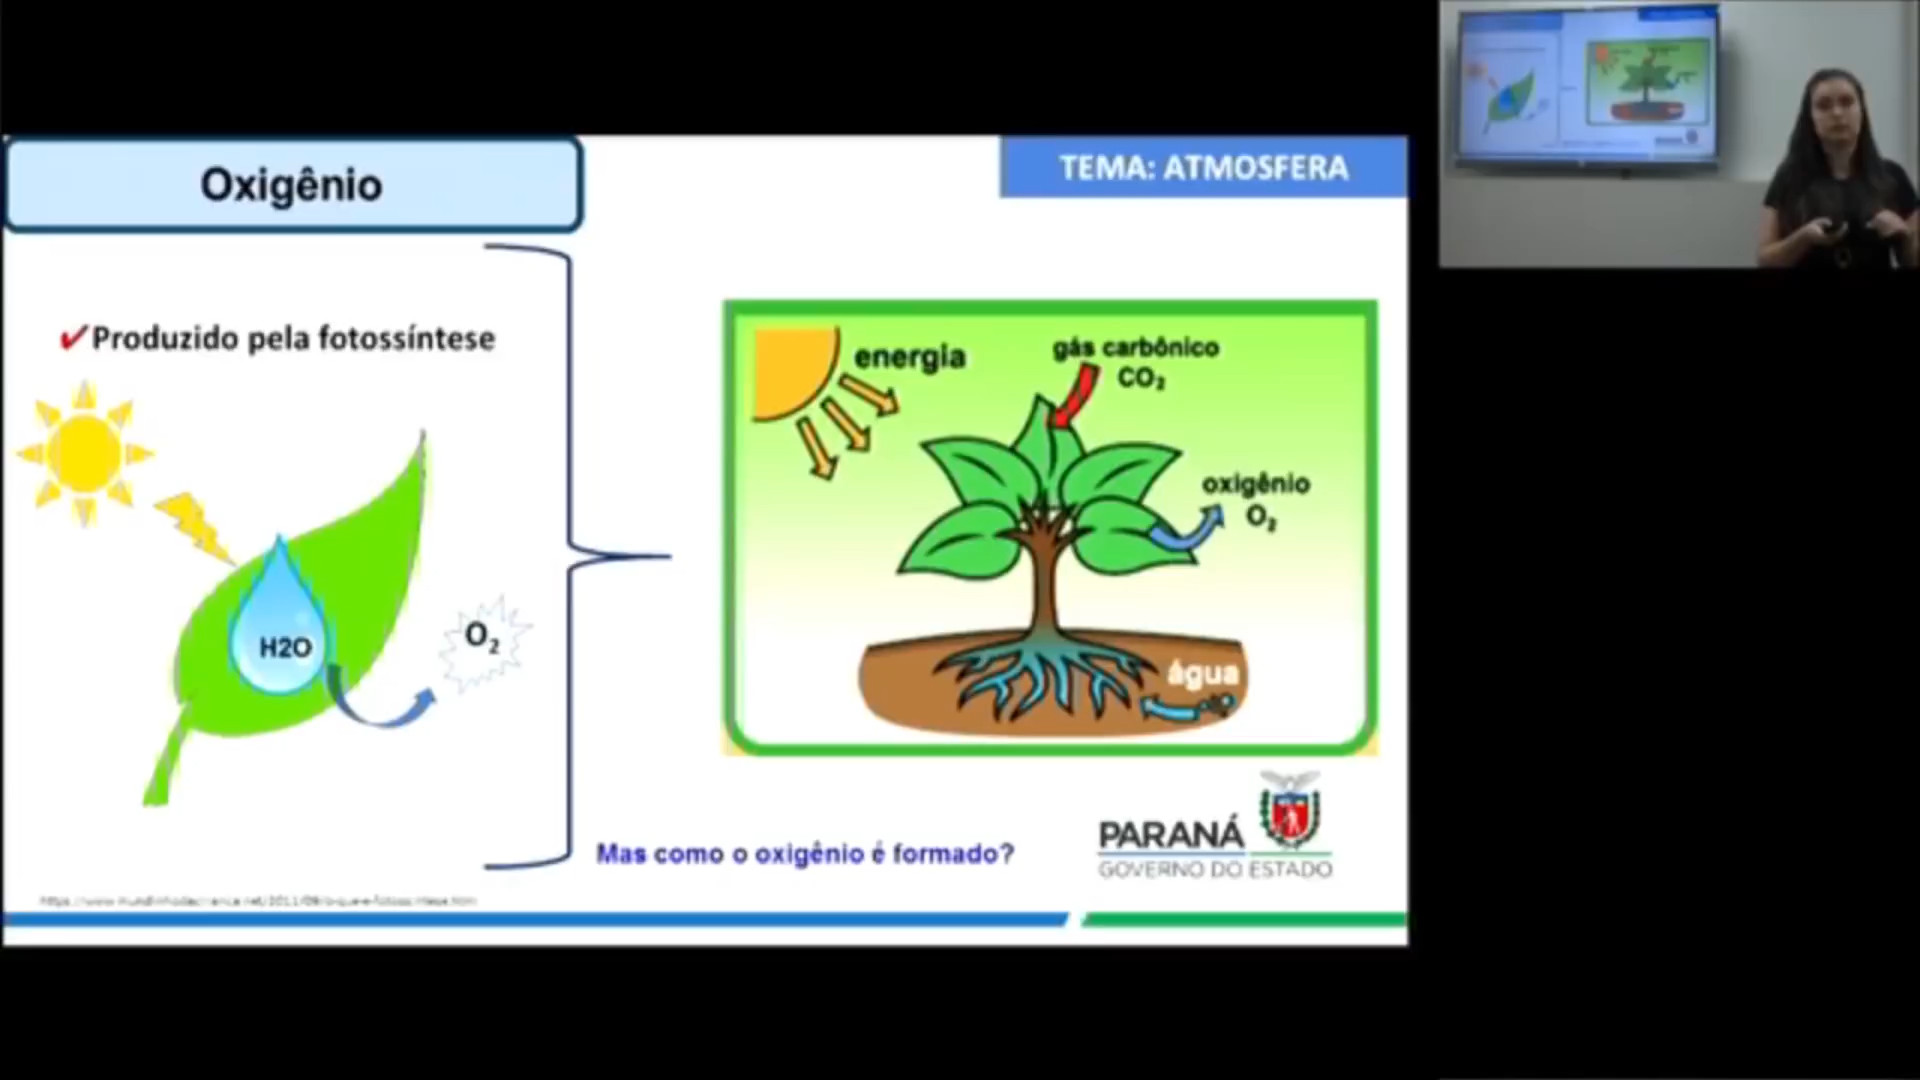 Oxigênio
TEMA: ATMOSFERA
✔Produzido pela fotossíntese
H2O
O₂
energia
gás carbônico
CO₂
oxigênio
O₂
água
Mas como o oxigênio é formado?
PARANÁ
GOVERNO DO ESTADO